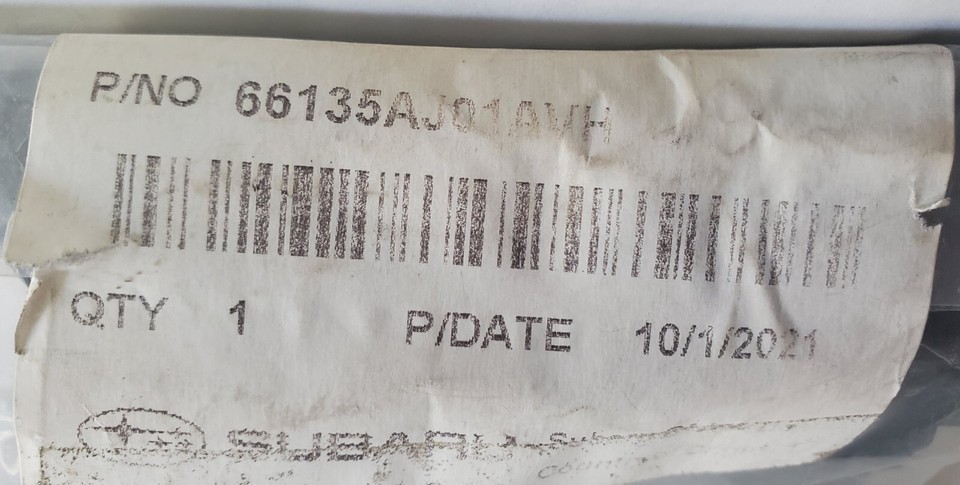 P/NO 66135AJ01AVH
QTY 1 P/DATE 10/1/2021
SUBARU